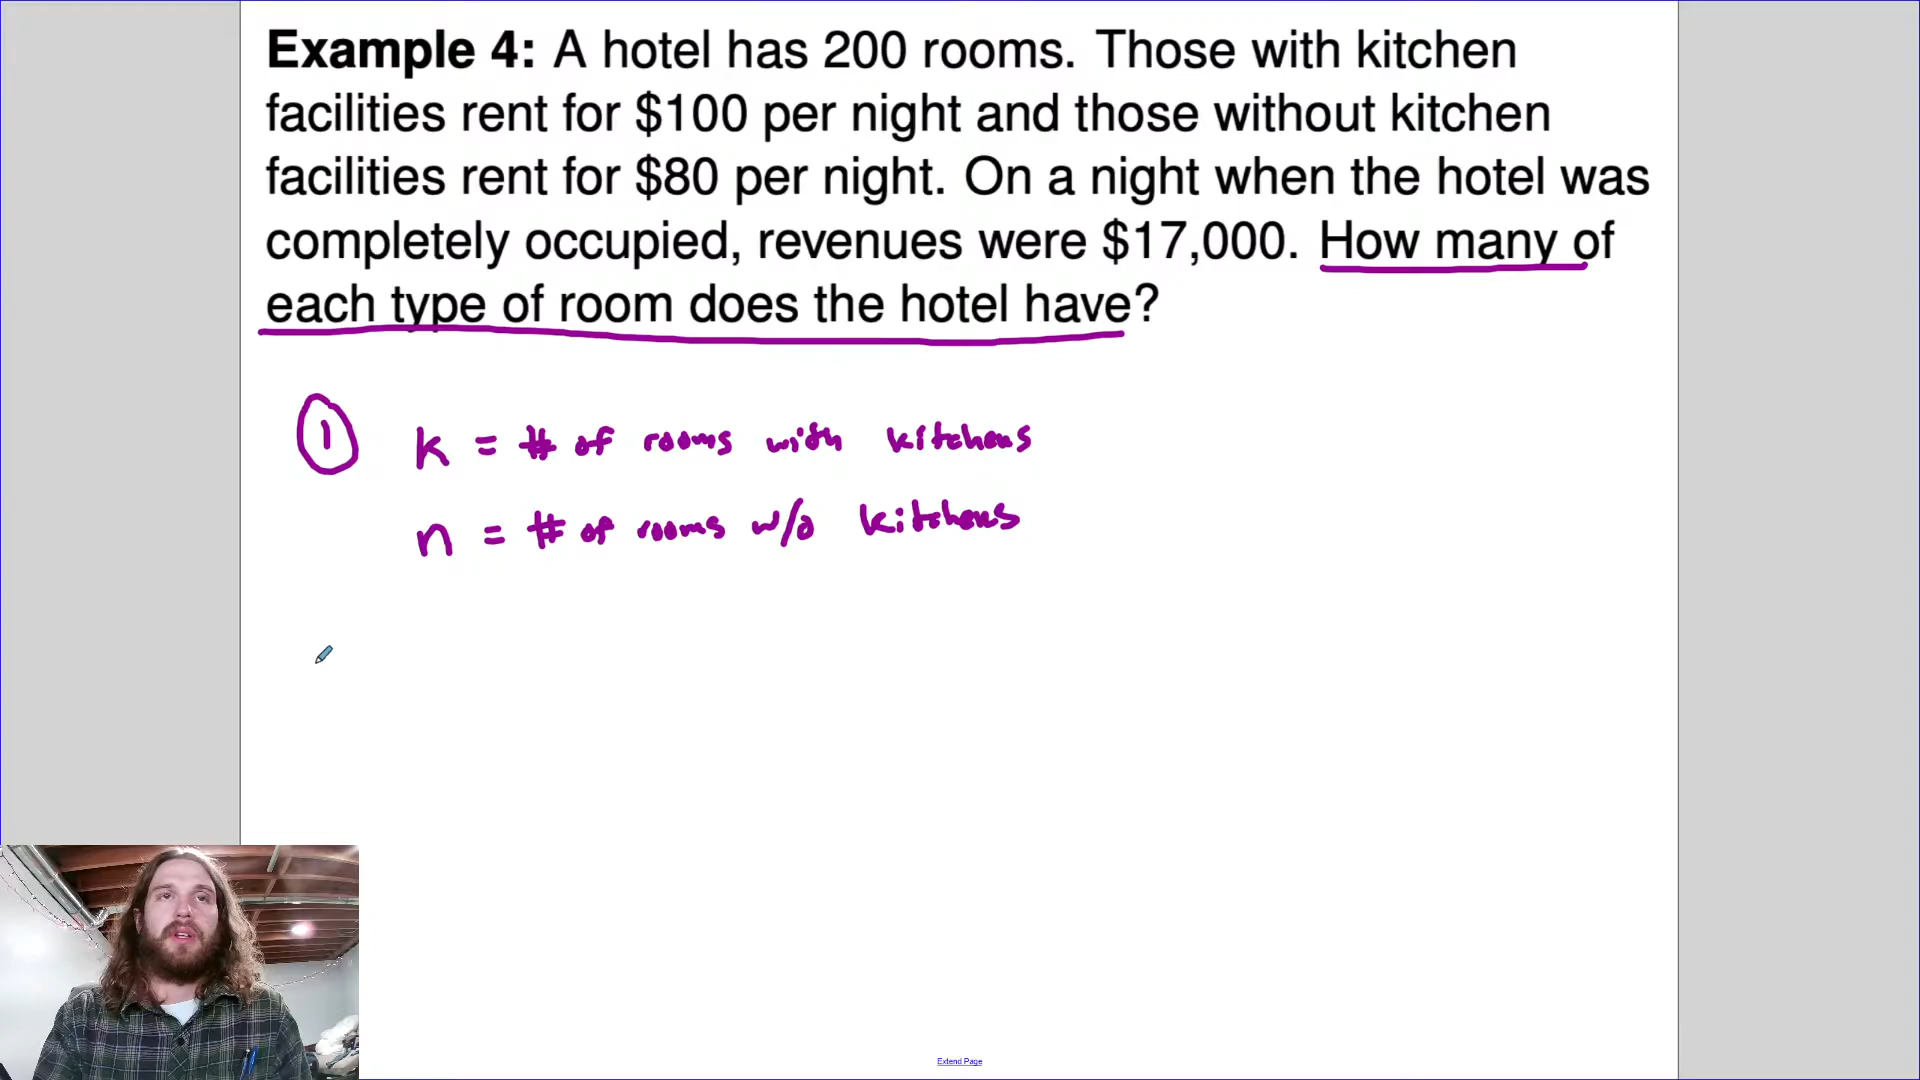 Example 4: A hotel has 200 rooms. Those with kitchen
facilities rent for $100 per night and those without kitchen
facilities rent for $80 per night. On a night when the hotel was
completely occupied, revenues were $17,000. How many of
each type of room does the hotel have?
1 k = # of rooms with kitchens
n = # of rooms w/o kitchens
Extend Page